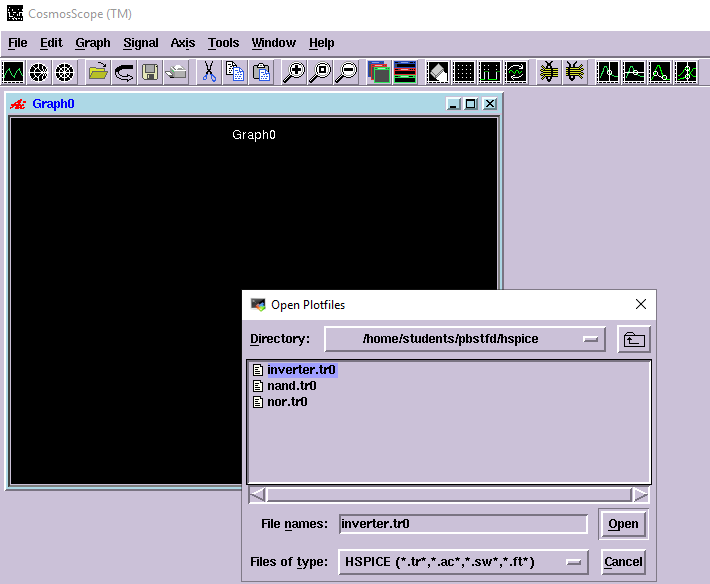 CosmosScope (TM)
File Edit Graph Signal Axis Tools Window Help
Graph0
Graph0
Open Plotfiles
Directory: /home/students/pbstfd/hspice
inverter.tr0
nand.tr0
nor.tr0
File names: inverter.tr0 Open
Files of type: HSPICE (*.tr*,*.ac*,*.sw*,*.ft*) Cancel